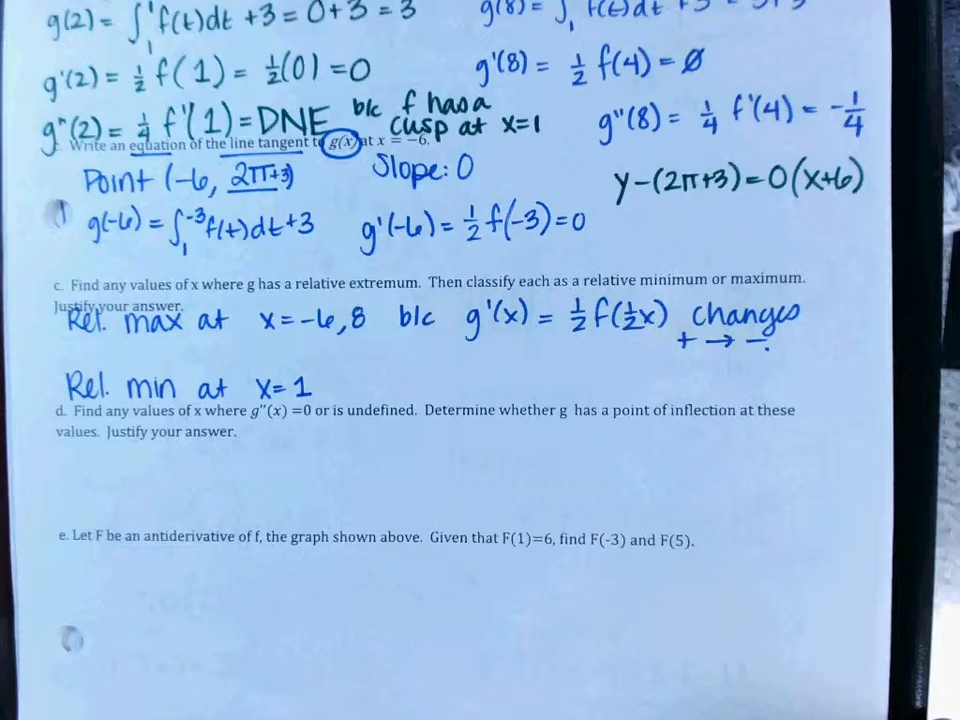 g(2) = ∫₁¹ f(t)dt + 3 = 0 + 3 = 3
g(8) = ∫₁ f(t)dt
g'(2) = 1/2 f(1) = 1/2(0) = 0
g'(8) = 1/2 f(4) = Ø
g"(2) = 1/4 f'(1) = DNE b/c f has a cusp at x=1
g"(8) = 1/4 f'(4) = -1/4
Write an equation of the line tangent to g(x) at x = -6.
Point (-6, 2π+3)
Slope: 0
y-(2π+3)=0(x+6)
g(-6) = ∫₁⁻³ f(t)dt+3
g'(-6) = 1/2 f(-3) = 0
c. Find any values of x where g has a relative extremum. Then classify each as a relative minimum or maximum.
Justify your answer.
Rel. max at x=-6,8 b/c g'(x) = 1/2 f(1/2 x) changes
+ → -.
Rel. min at x=1
d. Find any values of x where g"(x) =0 or is undefined. Determine whether g has a point of inflection at these
values. Justify your answer.
e. Let F be an antiderivative of f, the graph shown above. Given that F(1)=6, find F(-3) and F(5).